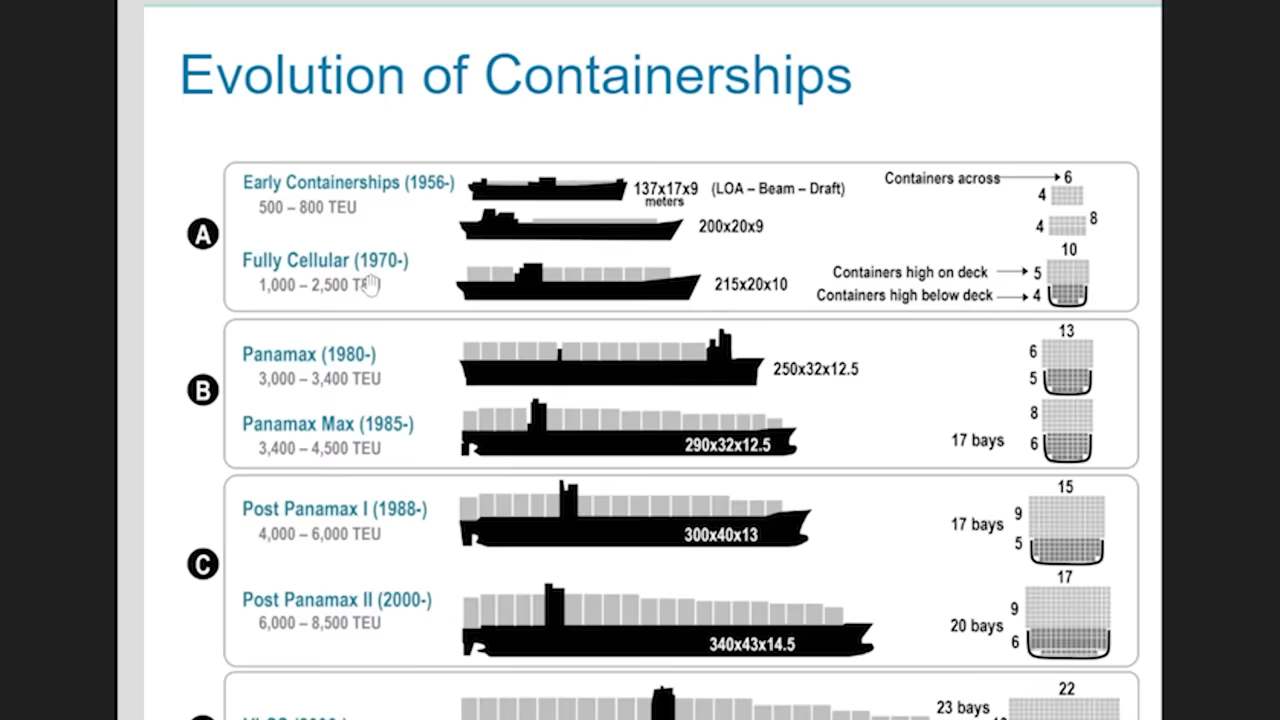 Evolution of Containerships
A
Early Containerships (1956-)
500 – 800 TEU
137x17x9 (LOA – Beam – Draft)
meters
200x20x9
Containers across
6
4
4
8
Fully Cellular (1970-)
1,000 – 2,500
215x20x10
10
Containers high on deck
5
Containers high below deck
4
B
Panamax (1980-)
3,000 – 3,400 TEU
250x32x12.5
13
6
5
Panamax Max (1985-)
3,400 – 4,500 TEU
290x32x12.5
17 bays
8
6
C
Post Panamax I (1988-)
4,000 – 6,000 TEU
300x40x13
17 bays
15
9
5
Post Panamax II (2000-)
6,000 – 8,500 TEU
340x43x14.5
20 bays
17
9
6
23 bays
22